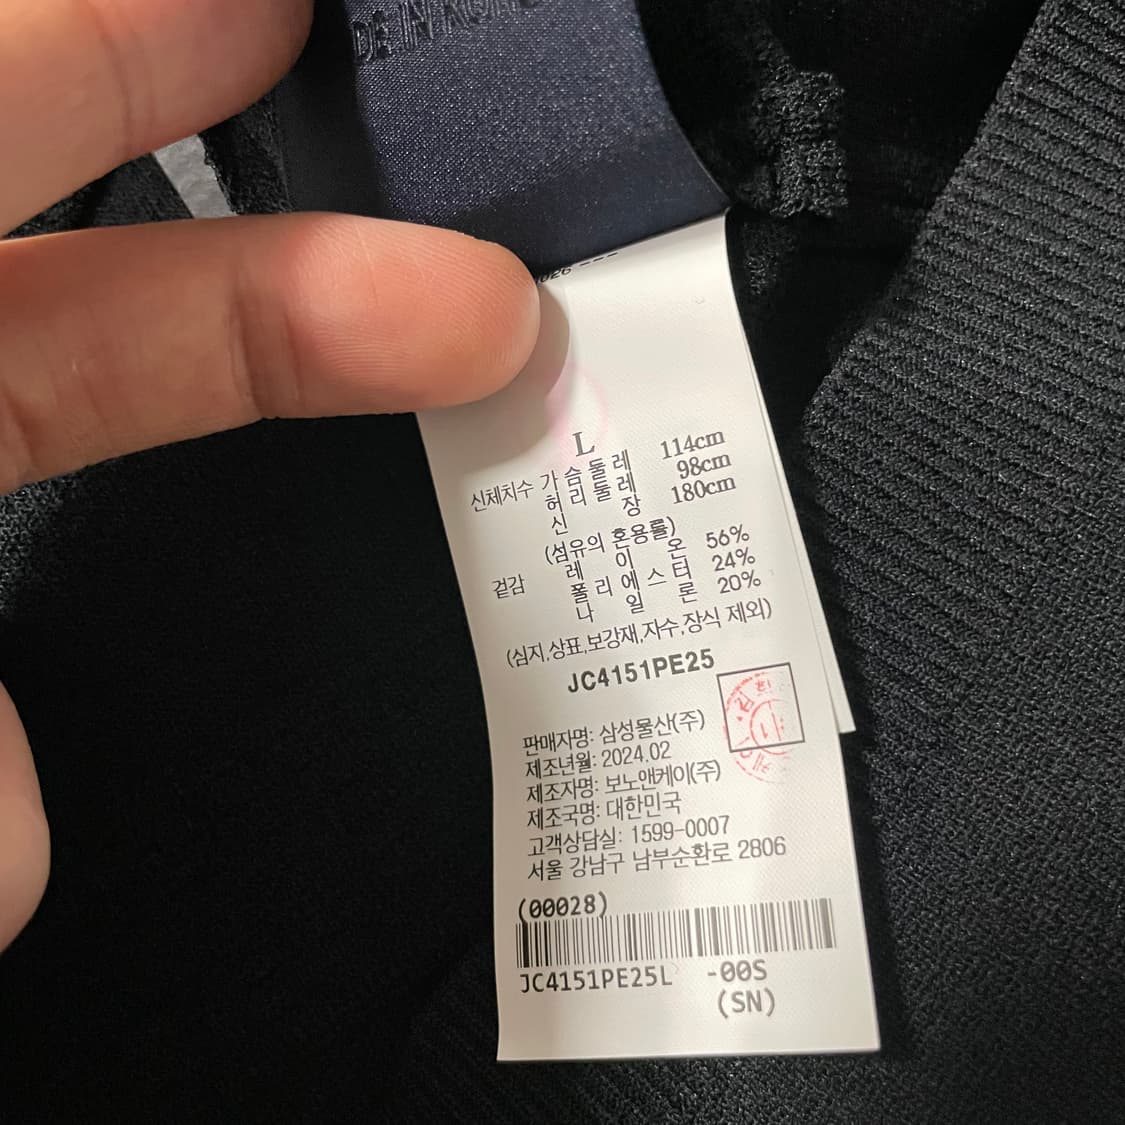 DE IN KO
L
신체치수 가슴둘레 114cm
허리둘레 98cm
신장 180cm
(섬유의 혼용률)
겉감 레이온 56%
폴리에스터 24%
나일론 20%
(심지,상표,보강재,자수,장식 제외)
JC4151PE25
판매자명: 삼성물산(주)
제조년월: 2024.02
제조자명: 보노앤케이(주)
제조국명: 대한민국
고객상담실: 1599-0007
서울 강남구 남부순환로 2806
(00028)
JC4151PE25L -00S
(SN)